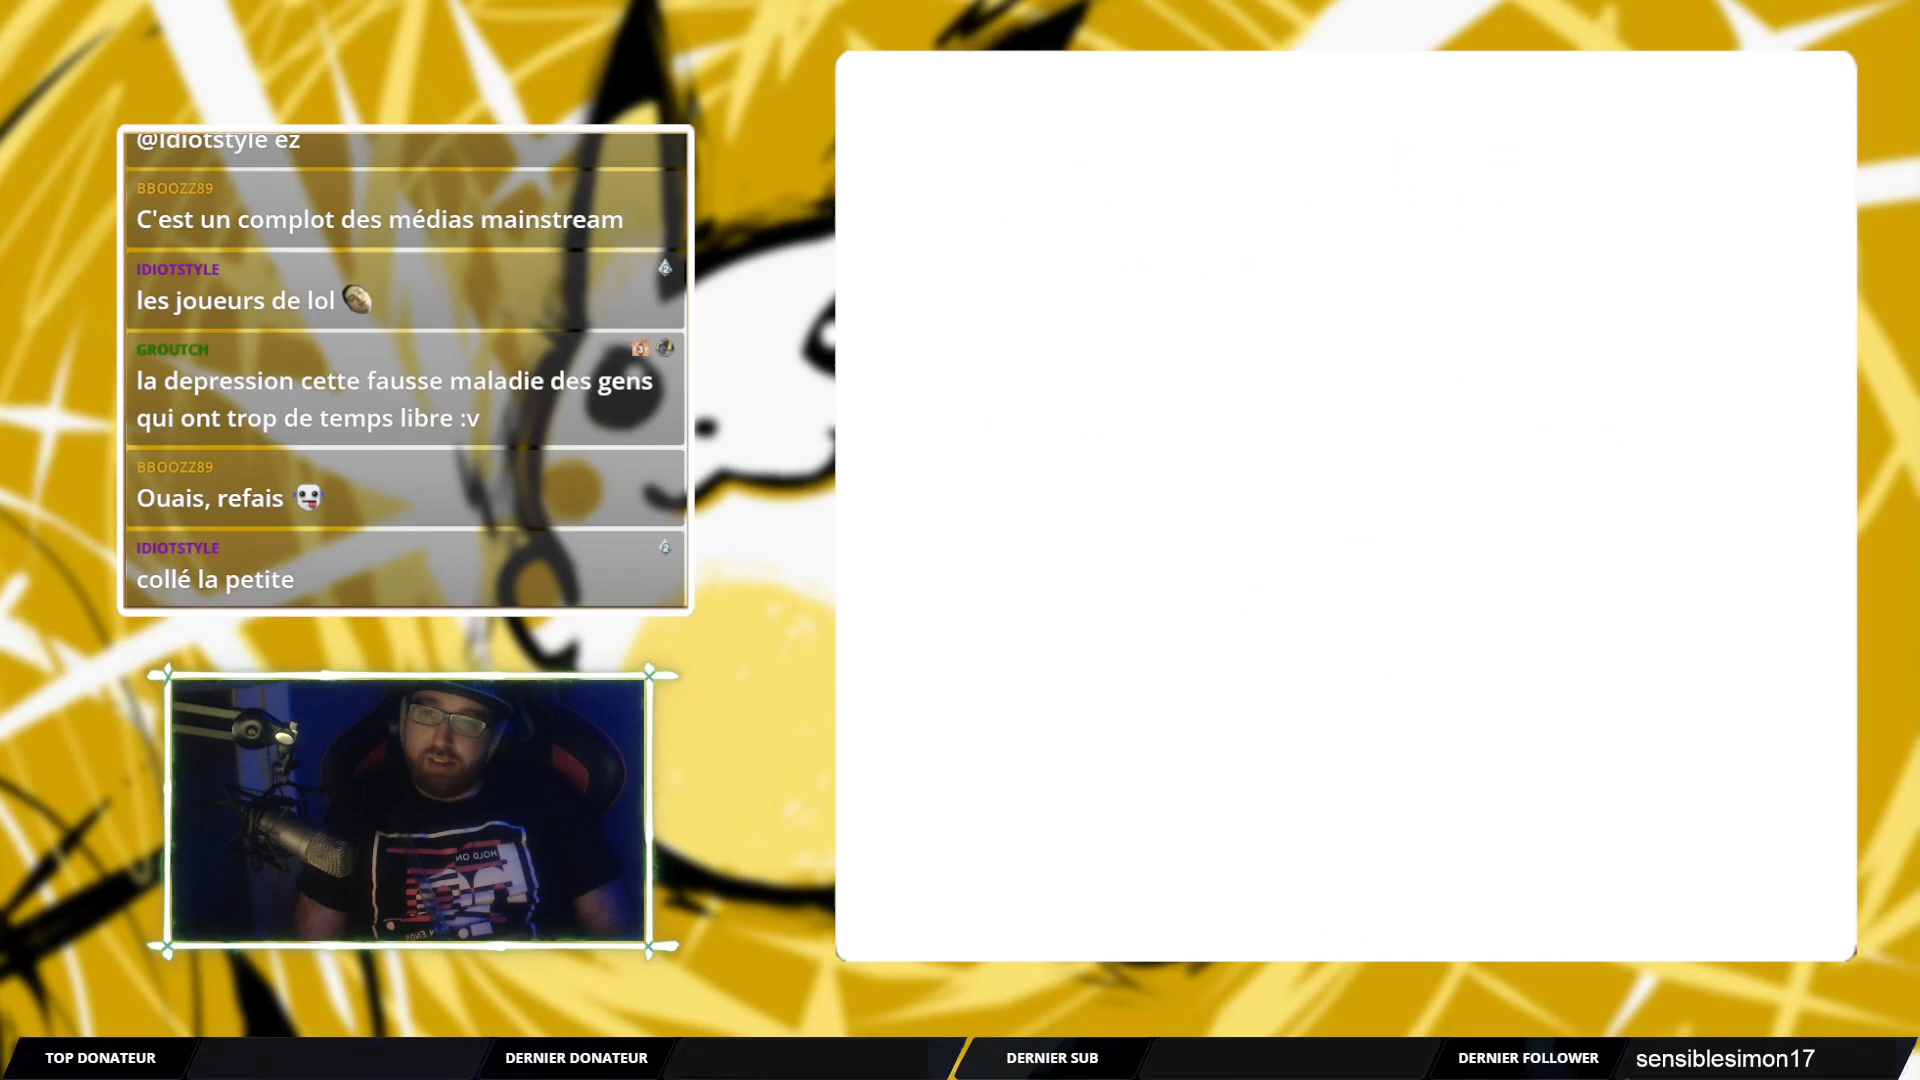 @Idiotstyle ez
BBOOZZ89
C'est un complot des médias mainstream
IDIOTSTYLE
les joueurs de lol
GROUTCH
la depression cette fausse maladie des gens
qui ont trop de temps libre :v
BBOOZZ89
Ouais, refais
IDIOTSTYLE
collé la petite
HOLD ON
TOP DONATEUR
DERNIER DONATEUR
DERNIER SUB
DERNIER FOLLOWER
sensiblesimon17